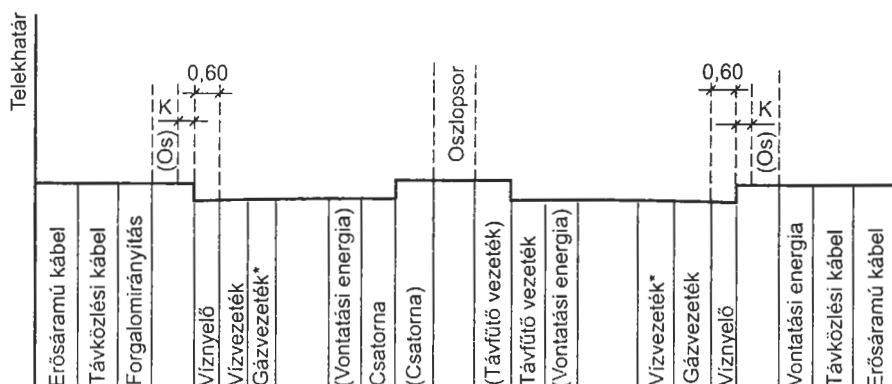 Telekhatár
0,60
K
(Os)
Oszlopsor
0,60
K
(Os)
Erősáramú kábel
Távközlési kábel
Forgalomirányítás
Víznyelő
Vízvezeték
Gázvezeték*
(Vontatási energia)
Csatorna
(Csatorna)
(Távfűtő vezeték)
Távfűtő vezeték
(Vontatási energia)
Vízvezeték*
Gázvezeték
Víznyelő
Vontatási energia
Távközlési kábel
Erősáramú kábel